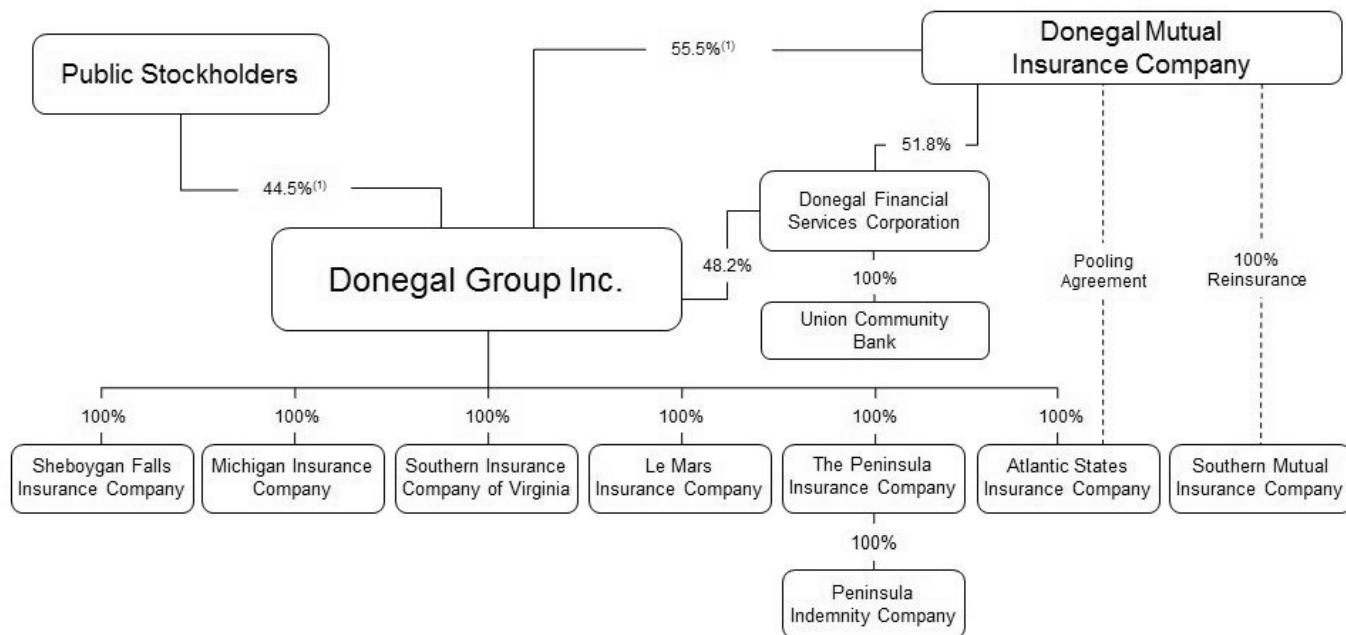 Public Stockholders
55.5%(1)
Donegal Mutual
Insurance Company
44.5%(1)
51.8%
Donegal Group Inc.
48.2%
Donegal Financial
Services Corporation
100%
Union Community
Bank
Pooling
Agreement
100%
Reinsurance
100%
100%
100%
100%
100%
100%
Sheboygan Falls
Insurance Company
Michigan Insurance
Company
Southern Insurance
Company of Virginia
Le Mars
Insurance Company
The Peninsula
Insurance Company
Atlantic States
Insurance Company
Southern Mutual
Insurance Company
100%
Peninsula
Indemnity Company